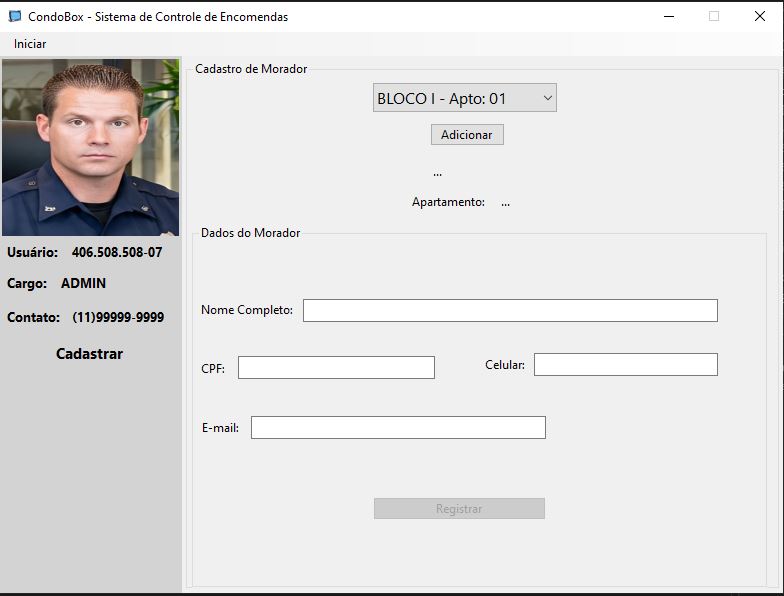 CondoBox - Sistema de Controle de Encomendas
Iniciar
Usuário: 406.508.508-07
Cargo: ADMIN
Contato: (11)99999-9999
Cadastrar
Cadastro de Morador
BLOCO I - Apto: 01
Adicionar
...
Apartamento: ...
Dados do Morador
Nome Completo:
CPF:
Celular:
E-mail:
Registrar